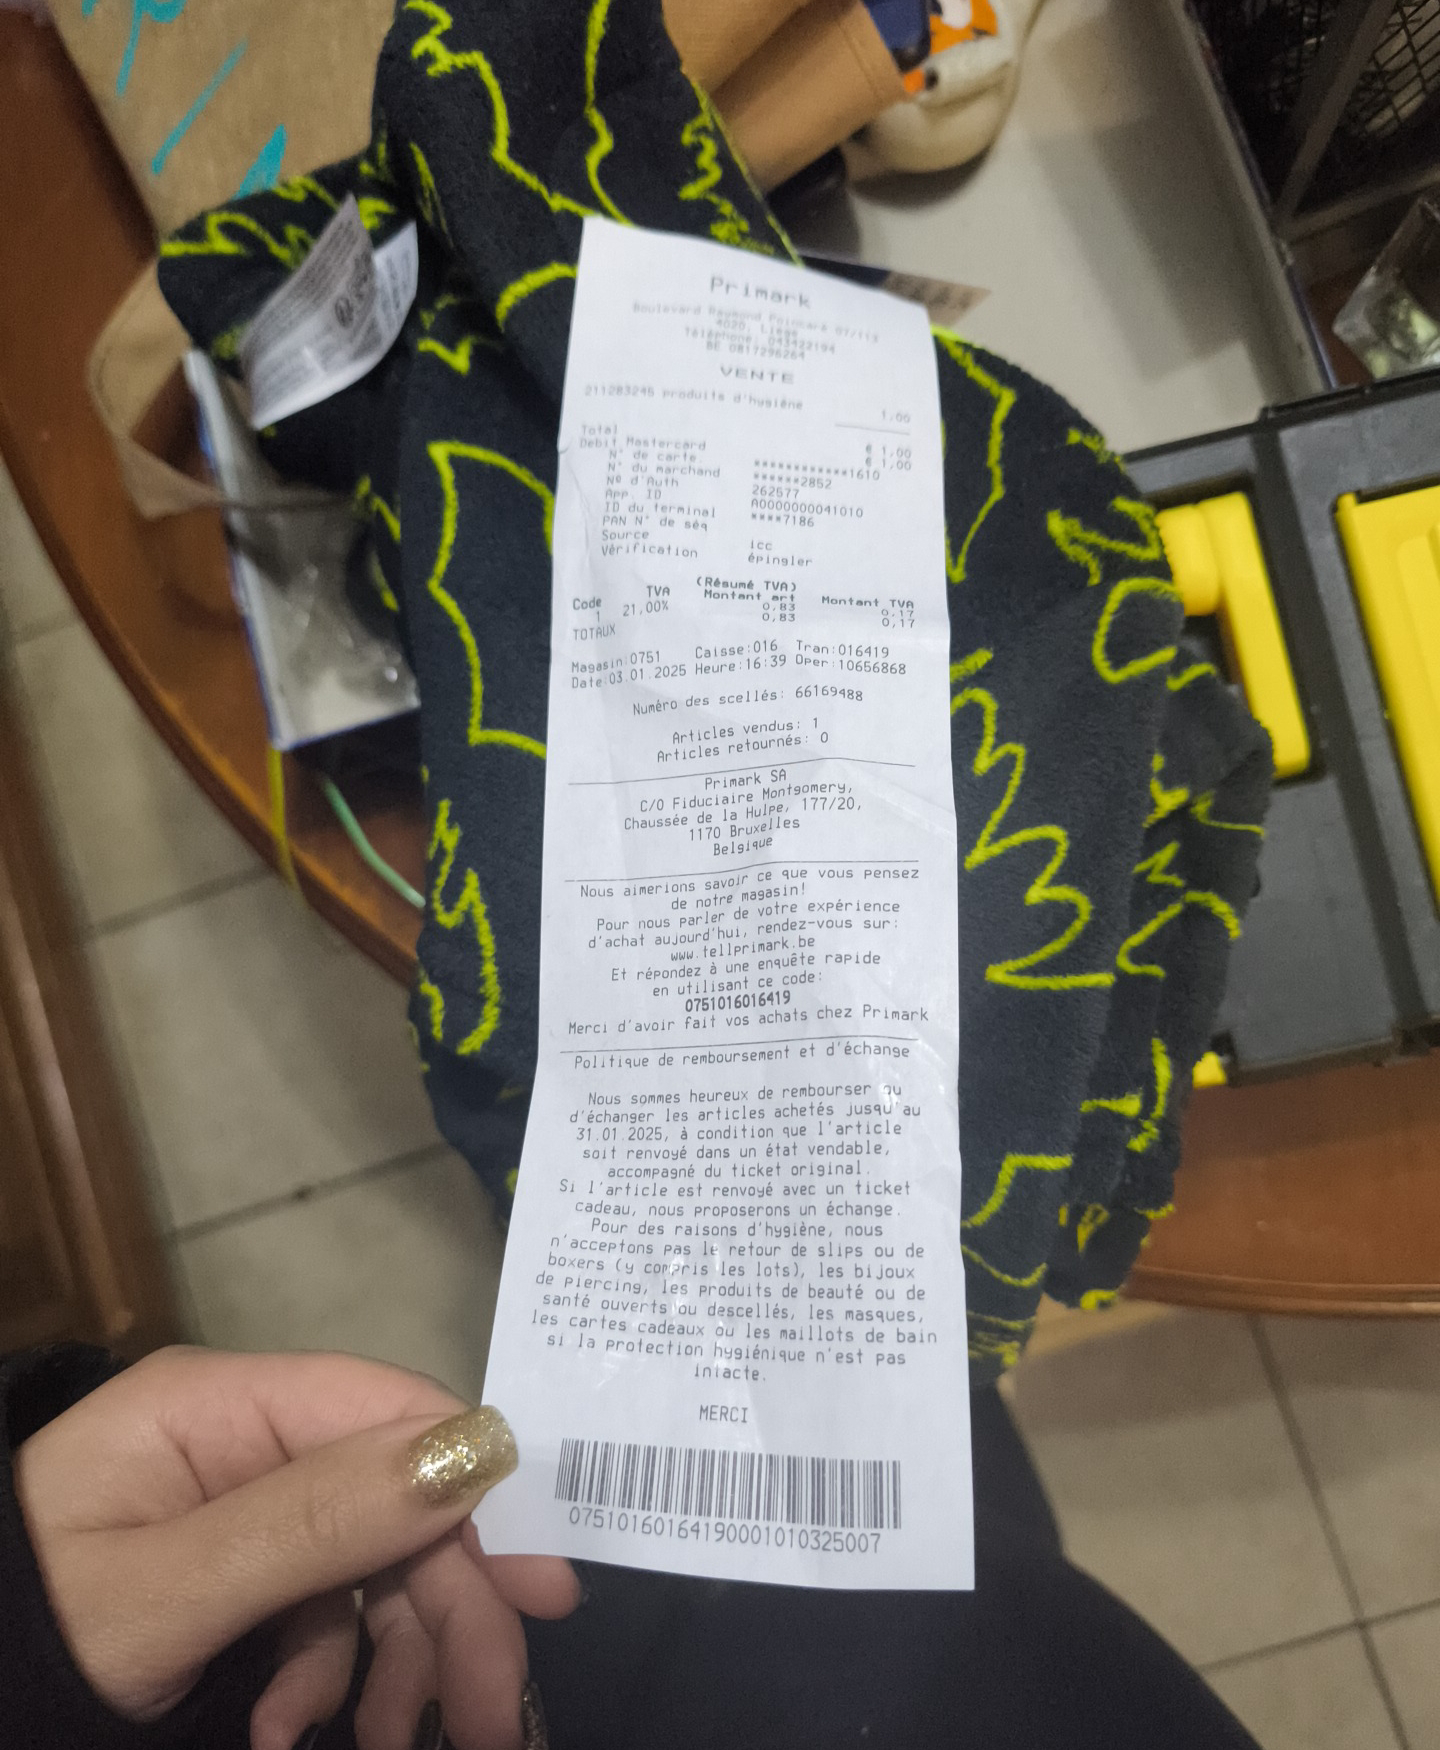 Primark
Boulevard Raymond Poincaré 07/113
4020, Liège
Téléphone: 043422194
BE 0817296264
VENTE
211283245 produits d'hygiène 1,00
Total € 1,00
Debit Mastercard € 1,00
N° de carte. ************1610
N° du marchand ******2852
Nº d'Auth 262577
App. ID A0000000041010
ID du terminal ****7186
PAN N° de séq
Source icc
Vérification épingler
(Résumé TVA)
Code TVA Montant art Montant TVA
1 21,00% 0,83 0,17
TOTAUX 0,83 0,17
Magasin:0751 Caisse:016 Tran:016419
Date:03.01.2025 Heure:16:39 Oper:10656868
Numéro des scellés: 66169488
Articles vendus: 1
Articles retournés: 0
Primark SA
C/O Fiduciaire Montgomery,
Chaussée de la Hulpe, 177/20,
1170 Bruxelles
Belgique
Nous aimerions savoir ce que vous pensez
de notre magasin!
Pour nous parler de votre expérience
d'achat aujourd'hui, rendez-vous sur:
www.tellprimark.be
Et répondez à une enquête rapide
en utilisant ce code:
0751016016419
Merci d'avoir fait vos achats chez Primark
Politique de remboursement et d'échange
Nous sommes heureux de rembourser ou
d'échanger les articles achetés jusqu'au
31.01.2025, à condition que l'article
soit renvoyé dans un état vendable,
accompagné du ticket original.
Si l'article est renvoyé avec un ticket
cadeau, nous proposerons un échange.
Pour des raisons d'hygiène, nous
n'acceptons pas le retour de slips ou de
boxers (y compris les lots), les bijoux
de piercing, les produits de beauté ou de
santé ouverts ou descellés, les masques,
les cartes cadeaux ou les maillots de bain
si la protection hygiénique n'est pas
intacte.
MERCI
07510160164190001010325007